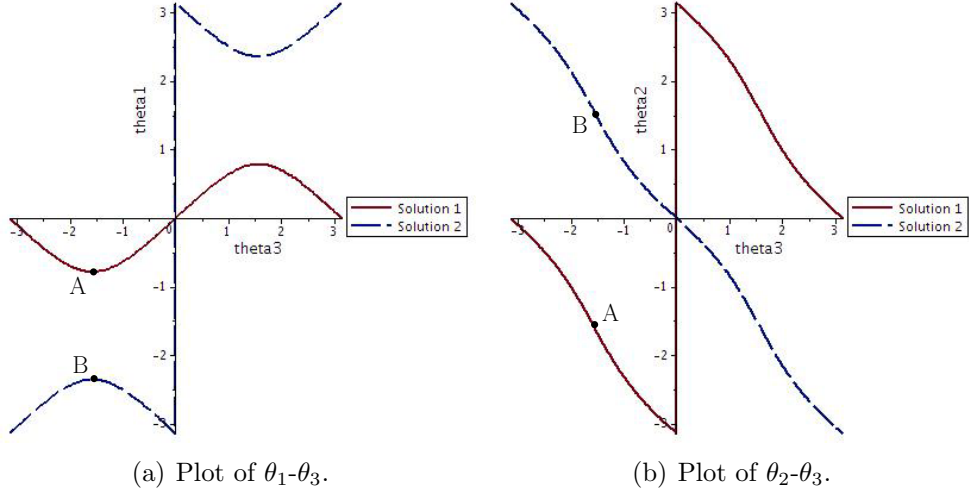 3
2
1
0
-1
-2
-3
-3
-2
-1
1
2
3
theta1
theta3
A
B
Solution 1
Solution 2
3
2
1
0
-1
-2
-3
-3
-2
-1
1
2
3
theta2
theta3
B
A
Solution 1
Solution 2
(a) Plot of θ₁-θ₃.
(b) Plot of θ₂-θ₃.